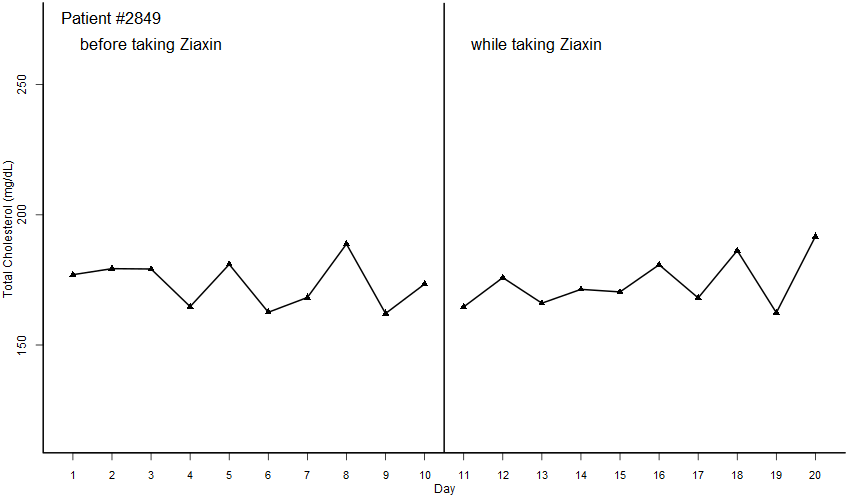 Patient #2849
before taking Ziaxin
while taking Ziaxin
250
200
150
Total Cholesterol (mg/dL)
1 2 3 4 5 6 7 8 9 10 11 12 13 14 15 16 17 18 19 20
Day